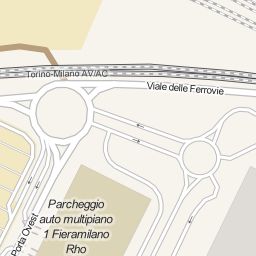 Torino-Milano AV/AC
Viale delle Ferrovie
Parcheggio
auto multipiano
1 Fieramilano
Rho
Porta Ovest